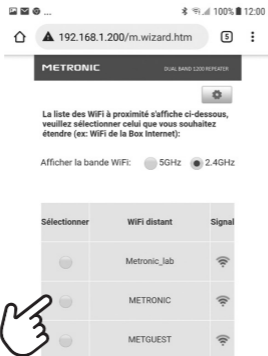 100% 12:00
192.168.1.200/m.wizard.htm 5
METRONIC DUAL BAND 1200 REPEATER
La liste des WiFi à proximité s'affiche ci-dessous,
veuillez sélectionner celui que vous souhaitez
étendre (ex: WiFi de la Box Internet):
Afficher la bande WiFi: 5GHz 2.4GHz
Sélectionner WiFi distant Signal
Metronic_lab
METRONIC
METGUEST